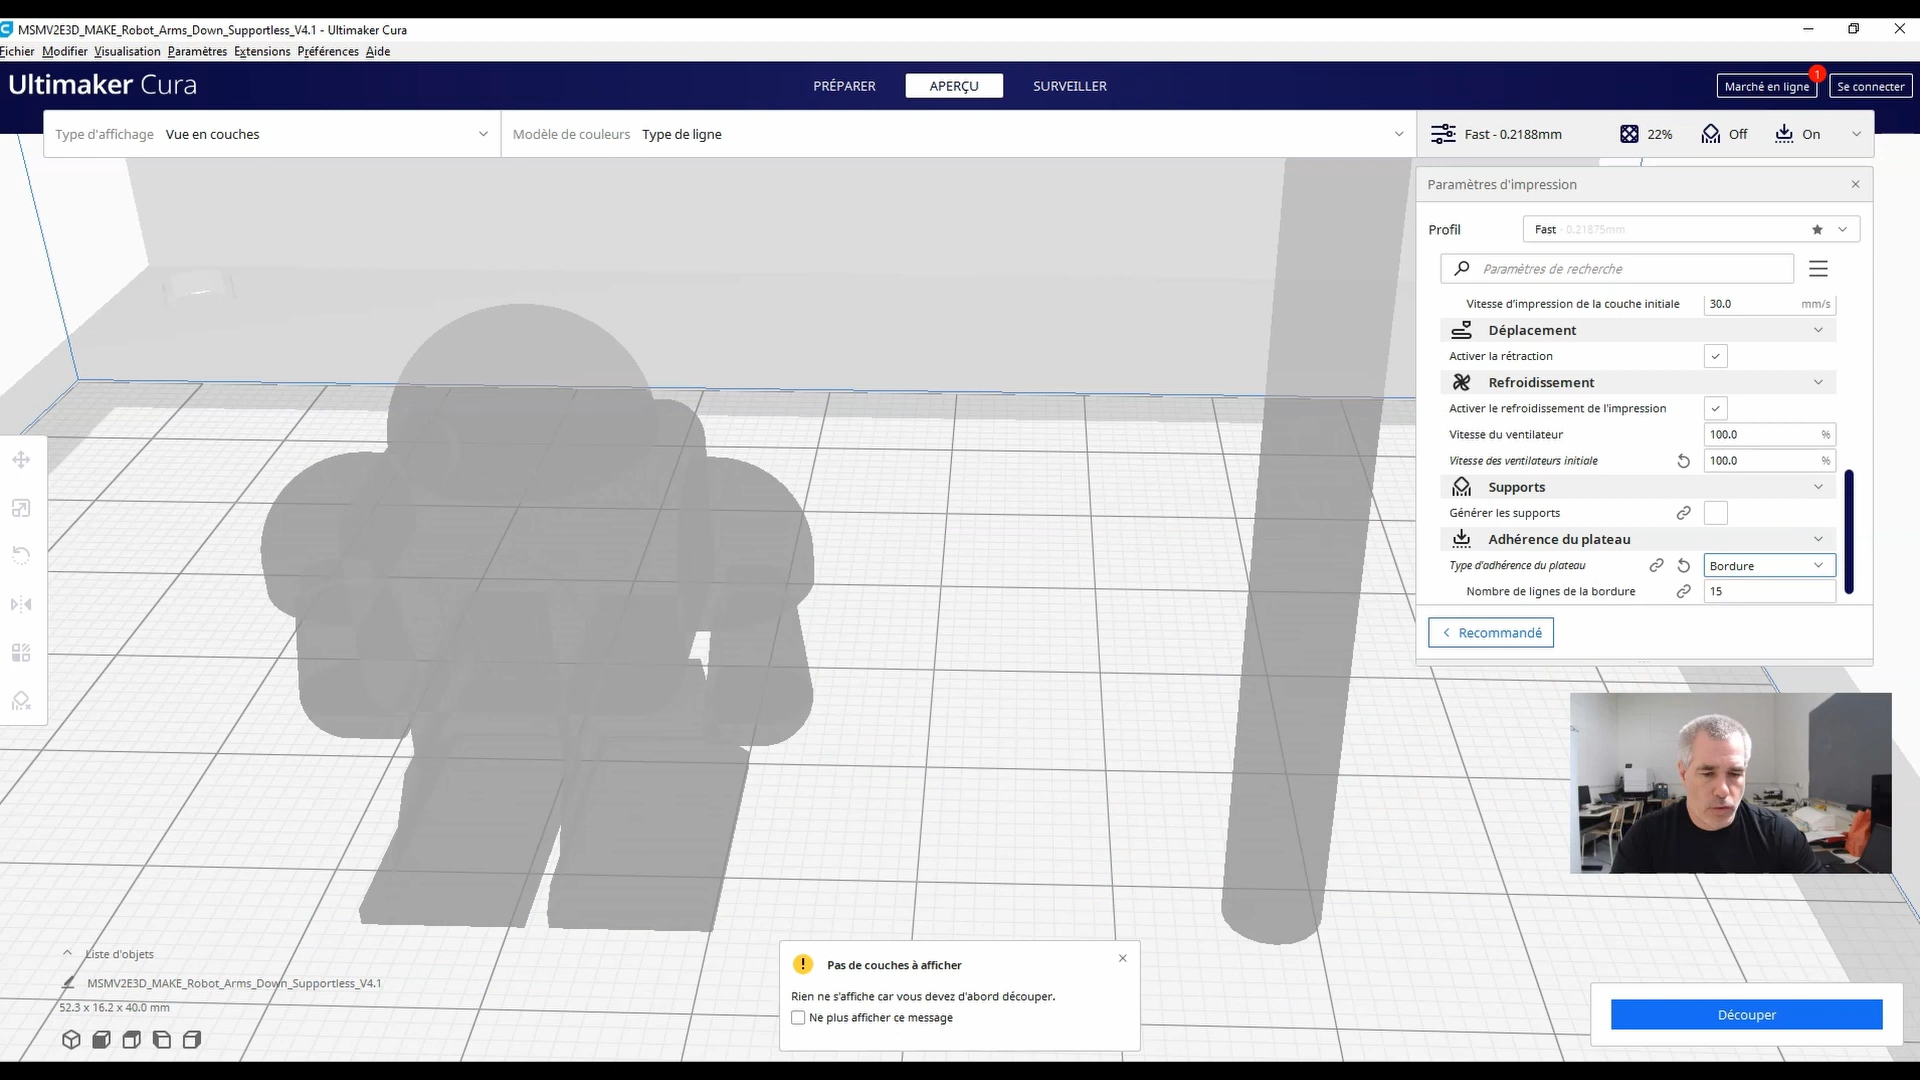 MSMV2E3D_MAKE_Robot_Arms_Down_Supportless_V4.1 - Ultimaker Cura
Fichier Modifier Visualisation Paramètres Extensions Préférences Aide
Ultimaker Cura
PRÉPARER APERÇU SURVEILLER
Marché en ligne 1 Se connecter
Type d'affichage Vue en couches Modèle de couleurs Type de ligne
Fast - 0.2188mm 22% Off On
Paramètres d'impression
Profil Fast - 0.21875mm
Paramètres de recherche
Vitesse d'impression de la couche initiale 30.0 mm/s
Déplacement
Activer la rétraction
Refroidissement
Activer le refroidissement de l'impression
Vitesse du ventilateur 100.0 %
Vitesse des ventilateurs initiale 100.0 %
Supports
Générer les supports
Adhérence du plateau
Type d'adhérence du plateau Bordure
Nombre de lignes de la bordure 15
Recommandé
Liste d'objets
MSMV2E3D_MAKE_Robot_Arms_Down_Supportless_V4.1
52.3 x 16.2 x 40.0 mm
Pas de couches à afficher
Rien ne s'affiche car vous devez d'abord découper.
Ne plus afficher ce message
Découper